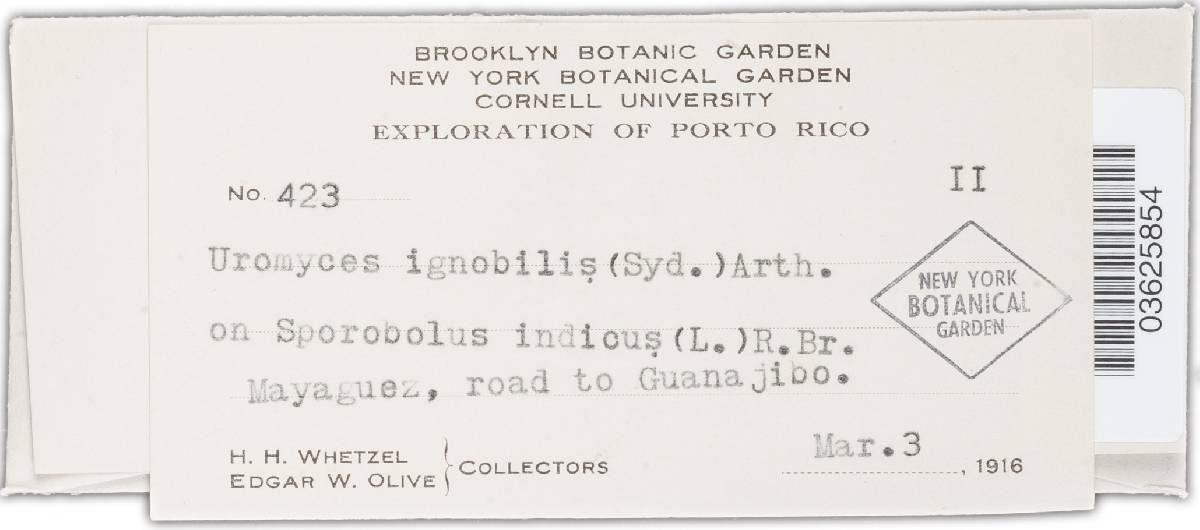 BROOKLYN BOTANIC GARDEN
NEW YORK BOTANICAL GARDEN
CORNELL UNIVERSITY
EXPLORATION OF PORTO RICO
No. 423
II
Uromyces ignobilis (Syd.) Arth.
on Sporobolus indicus (L.) R.Br.
Mayaguez, road to Guanajibo.
NEW YORK
BOTANICAL
GARDEN
H. H. WHETZEL
EDGAR W. OLIVE
COLLECTORS
Mar. 3, 1916
03625854